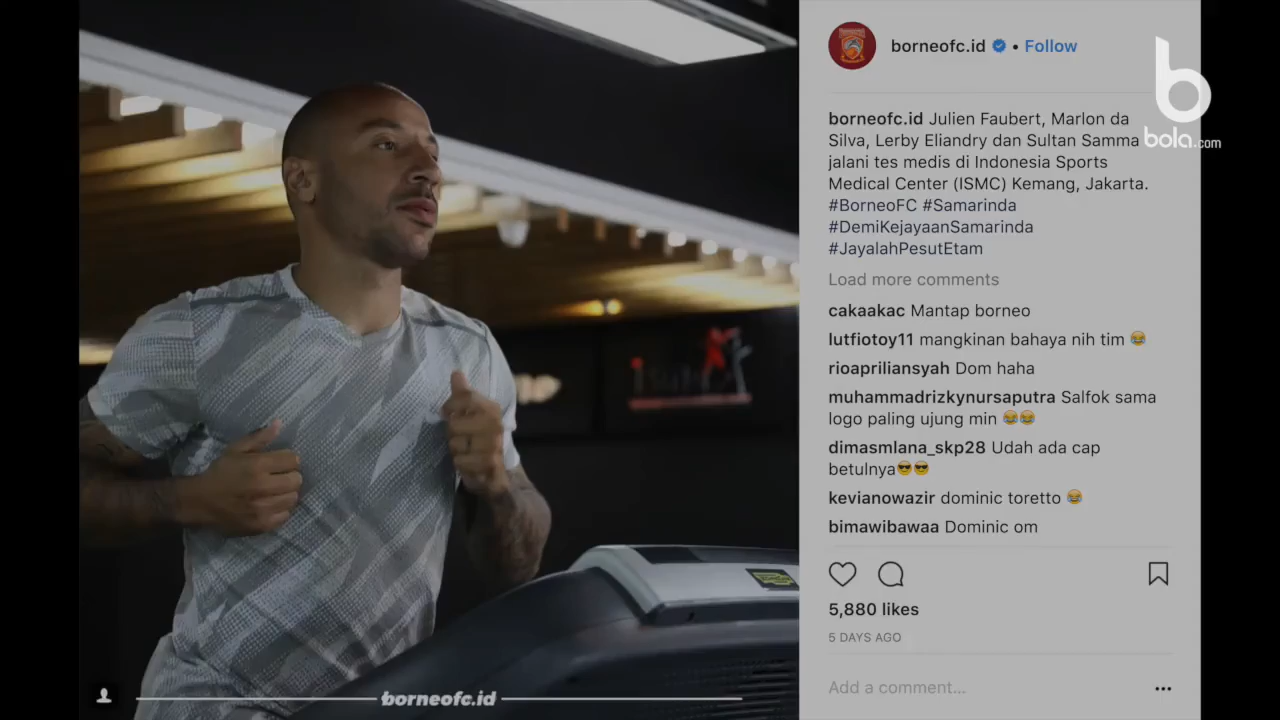 borneofc.id • Follow
b
bola.com
borneofc.id Julien Faubert, Marlon da
Silva, Lerby Eliandry dan Sultan Samma
jalani tes medis di Indonesia Sports
Medical Center (ISMC) Kemang, Jakarta.
#BorneoFC #Samarinda
#DemiKejayaanSamarinda
#JayalahPesutEtam
Load more comments
cakaakac Mantap borneo
lutfiotoy11 mangkinan bahaya nih tim 😂
rioapriliansyah Dom haha
muhammadrizkynursaputra Salfok sama
logo paling ujung min 😂😂
dimasmlana_skp28 Udah ada cap
betulnya😎😎
kevianowazir dominic toretto 😂
bimawibawaa Dominic om
5,880 likes
5 DAYS AGO
Add a comment...
borneofc.id